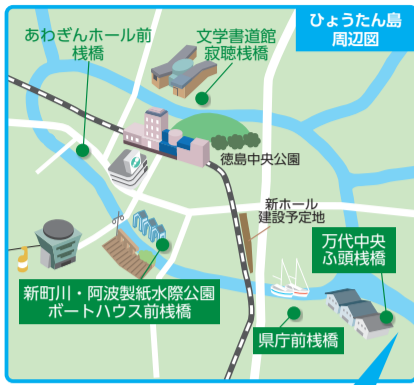 ひょうたん島
周辺図
あわぎんホール前
桟橋
文学書道館
寂聴桟橋
徳島中央公園
新ホール
建設予定地
万代中央
ふ頭桟橋
新町川・阿波製紙水際公園
ボートハウス前桟橋
県庁前桟橋